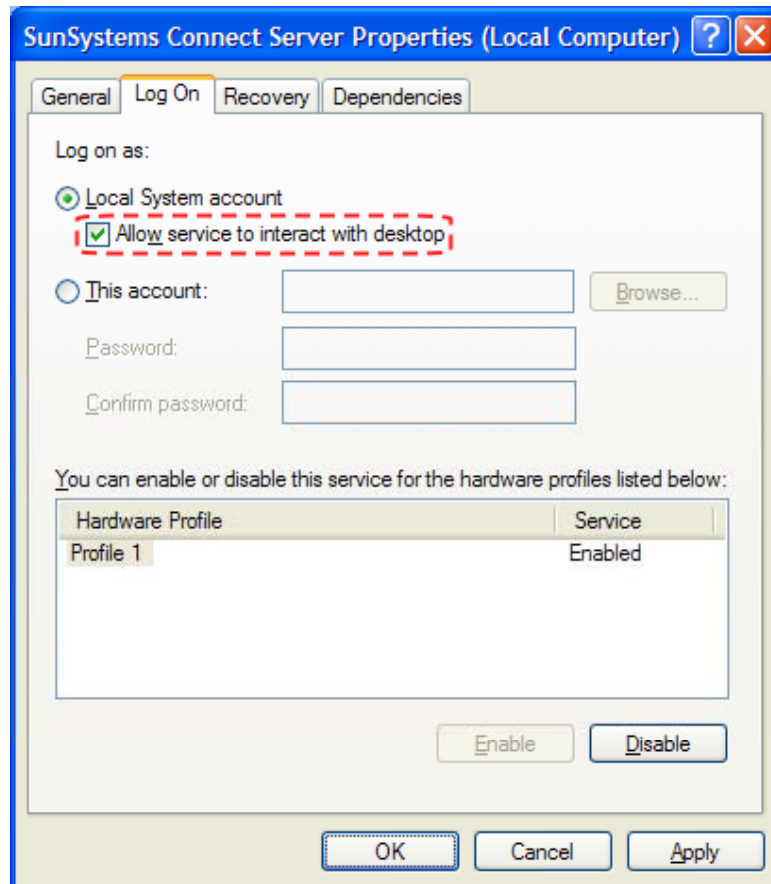 SunSystems Connect Server Properties (Local Computer) ?
General Log On Recovery Dependencies
Log on as:
Local System account
Allow service to interact with desktop
This account: Browse...
Password:
Confirm password:
You can enable or disable this service for the hardware profiles listed below:
Hardware Profile Service
Profile 1 Enabled
Enable Disable
OK Cancel Apply